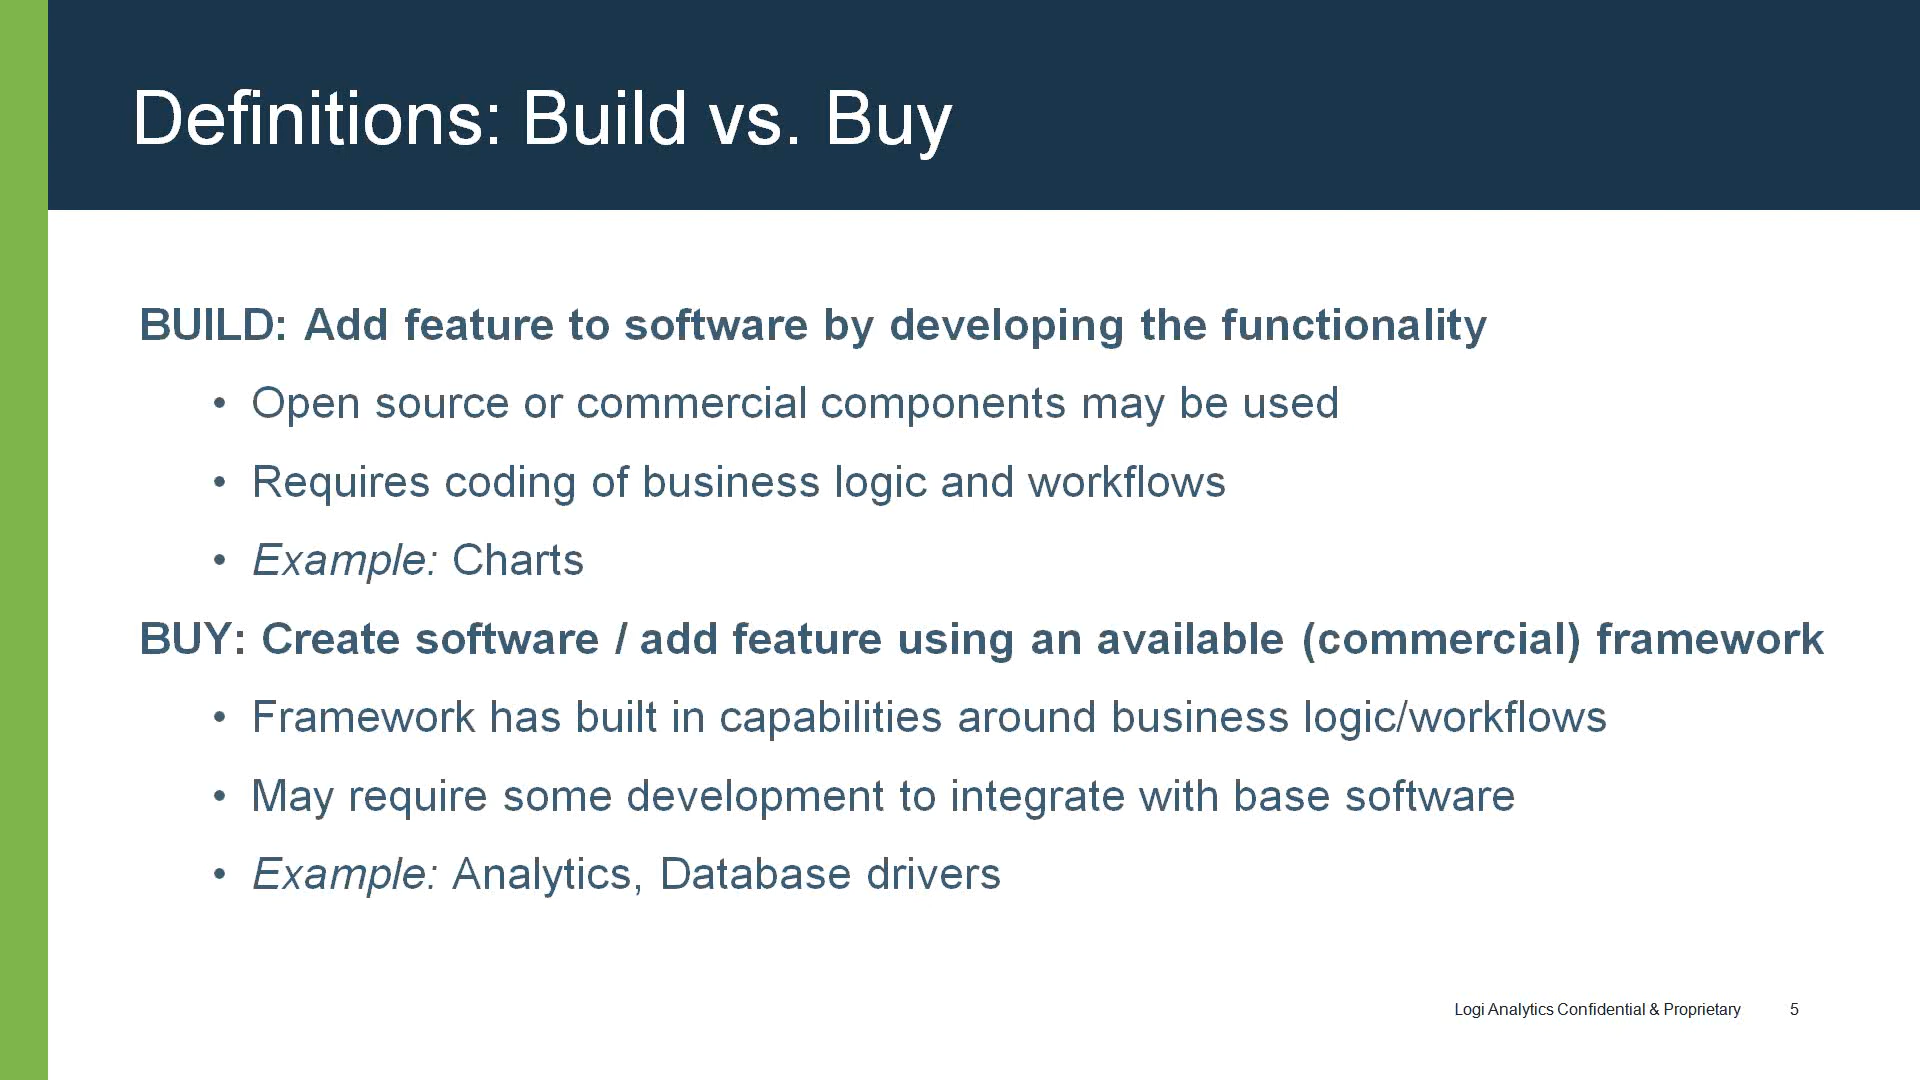 Definitions: Build vs. Buy
BUILD: Add feature to software by developing the functionality
• Open source or commercial components may be used
• Requires coding of business logic and workflows
• Example: Charts
BUY: Create software / add feature using an available (commercial) framework
• Framework has built in capabilities around business logic/workflows
• May require some development to integrate with base software
• Example: Analytics, Database drivers
Logi Analytics Confidential & Proprietary 5